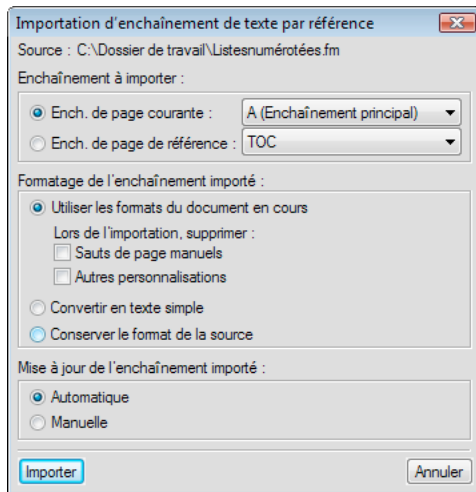 Importation d'enchaînement de texte par référence
Source : C:\Dossier de travail\Listesnumérotées.fm
Enchaînement à importer :
Ench. de page courante : A (Enchaînement principal)
Ench. de page de référence : TOC
Formatage de l'enchaînement importé :
Utiliser les formats du document en cours
Lors de l'importation, supprimer :
Sauts de page manuels
Autres personnalisations
Convertir en texte simple
Conserver le format de la source
Mise à jour de l'enchaînement importé :
Automatique
Manuelle
Importer Annuler